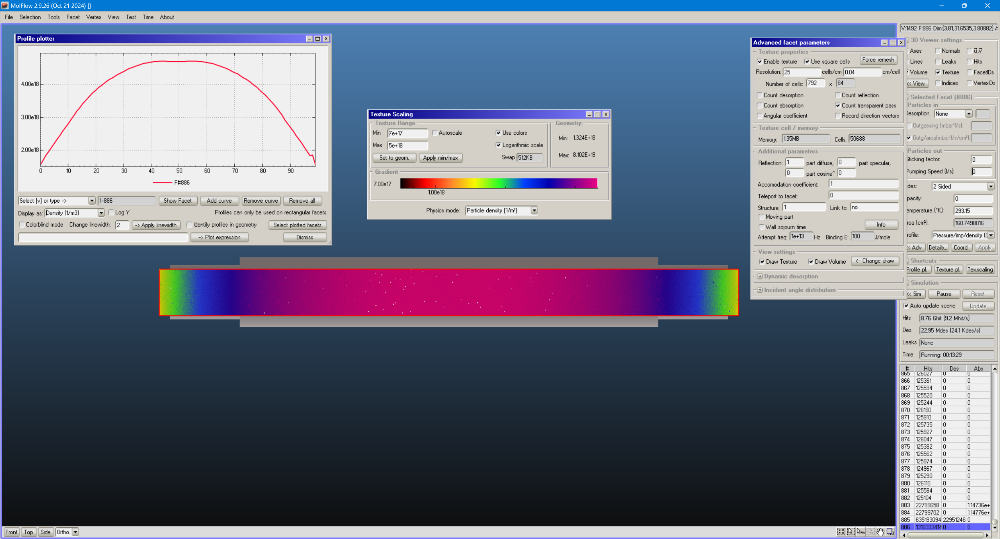 MolFlow 2.9.26 (Oct 21 2024) []
File Selection Tools Facet Vertex View Test Time About
Profile plotter
4.00e18
3.00e18
2.00e18
0 10 20 30 40 50 60 70 80 90
F#886
Select [v] or type -> 1-886 Show Facet Add curve Remove curve Remove all
Display as: Density (1/m3) Log Y Profiles can only be used on rectangular facets.
Colorblind mode Change linewidth: 2 -> Apply linewidth Identify profiles in geometry Select plotted facets
-> Plot expression Dismiss
Texture Scaling
Texture Range Geometry:
Min 7e+17 Autoscale Use colors Min: 1.324E+18
Max 5e+18 Logarithmic scale Max: 8.102E+19
Set to geom. Apply min/max Swap 512KB
Gradient
7.00e17
1.00e18
Physics mode: Particle density [1/m³]
Advanced facet parameters
Texture properties
Enable texture Use square cells Force remesh
Resolution: 25 cells/cm 0.04 cm/cell
Number of cells: 792 x 64
Count desorption Count reflection
Count absorption Count transparent pass
Angular coefficient Record direction vectors
Texture cell / memory
Memory: 1.35MB Cells: 50688
Additional parameters
Reflection: 1 part diffuse, 0 part specular,
0 part cosine^ 0
Accomodation coefficient: 1
Teleport to facet: 0
Structure: 1 Link to: no
Moving part
Wall sojourn time Info
Attempt freq: 1e+13 Hz Binding E: 100 J/mole
View settings
Draw Texture Draw Volume <- Change draw
Dynamic desorption
Incident angle distribution
V:1492 F:886 Dim:(3.81,31.6535,3.80882)
3D Viewer settings
Axes Normals u,v
Lines Leaks Hits
Volume Texture FacetIDs
<< View Indices VertexIDs
Selected Facet (#886)
Particles in
esorption None
Outgassing (mbar*l/s):
Outg/area(mbar*l/s/cm²):
Particles out
Sticking factor: 0
Pumping Speed (l/s): 0
des: 2 Sided
pacity: 0
emperature (°K): 293.15
rea (cm²): 160.7498016
rofile: Pressure/imp/density (
< Adv Details... Coord. Apply
Shortcuts
Profile pl. Texture pl. Tex.scaling
Simulation
<< Sim Pause Reset
Auto update scene Update
Hits 8.76 Ghit (9.2 Mhit/s)
Des. 22.95 Mdes (24.1 Kdes/s)
Leaks None
Time Running: 00:13:29
# Hits Des Abs
865 126027 0 0
866 125361 0 0
867 125594 0 0
868 125520 0 0
869 125244 0 0
870 126190 0 0
871 125910 0 0
872 125735 0 0
873 125927 0 0
874 126047 0 0
875 125382 0 0
876 125562 0 0
877 125974 0 0
878 124967 0 0
879 125290 0 0
880 126110 0 0
881 125584 0 0
882 125104 0 0
883 22799658 0 1.14736e+
884 22799702 0 1.14776e+
885 635193094 22951246 0
886 1310333414 0 0
Front Top Side Ortho.